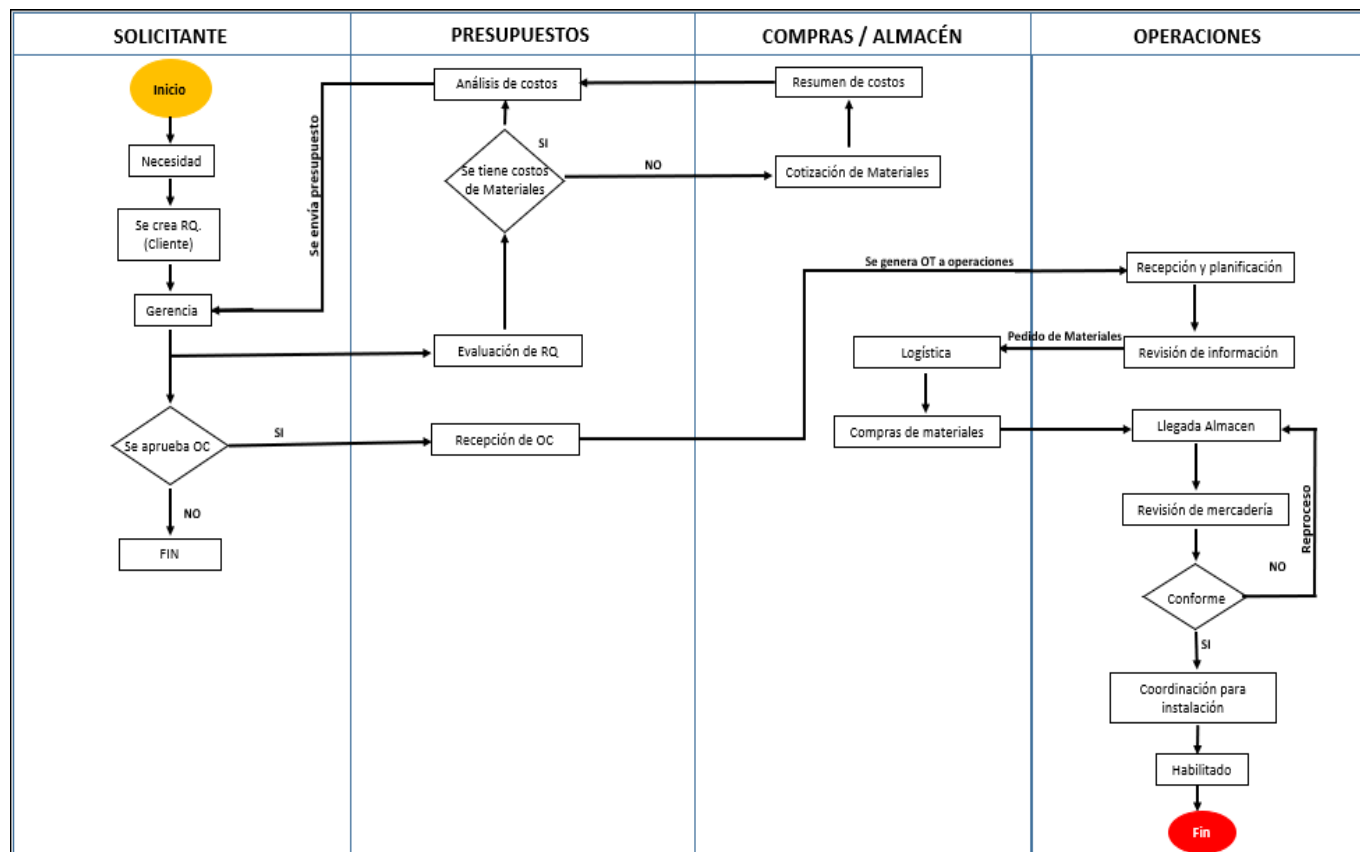 SOLICITANTE
PRESUPUESTOS
COMPRAS / ALMACÉN
OPERACIONES
Inicio
Necesidad
Se crea RQ.
(Cliente)
Gerencia
Se aprueba OC
SI
NO
FIN
Se envía presupuesto
Análisis de costos
SI
Se tiene costos
de Materiales
NO
Evaluación de RQ
Recepción de OC
Resumen de costos
Cotización de Materiales
Se genera OT a operaciones
Pedido de Materiales
Logística
Compras de materiales
Recepción y planificación
Revisión de información
Llegada Almacen
Revisión de mercadería
Reproceso
NO
Conforme
SI
Coordinación para
instalación
Habilitado
Fin